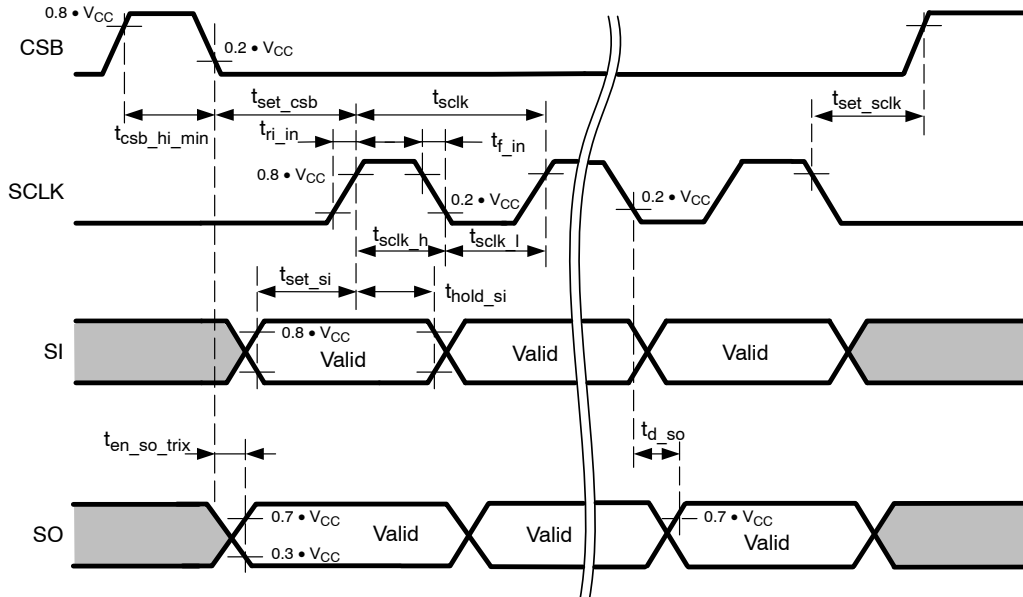 0.8 • VCC
CSB
0.2 • VCC
tset_csb
tsclk
tset_sclk
tcsb_hi_min
tri_in
tf_in
0.8 • VCC
SCLK
0.2 • VCC
0.2 • VCC
tsclk_h
tsclk_l
tset_si
thold_si
0.8 • VCC
SI
Valid
Valid
Valid
ten_so_trix
td_so
0.7 • VCC
0.7 • VCC
SO
Valid
Valid
Valid
0.3 • VCC